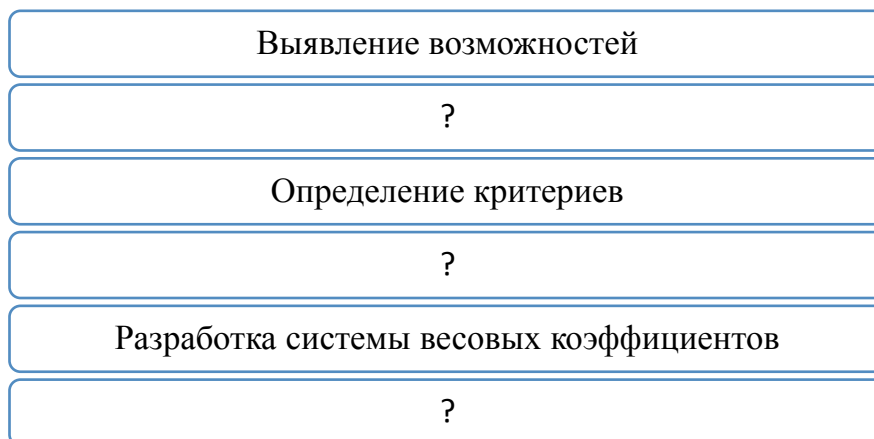 Выявление возможностей
?
Определение критериев
?
Разработка системы весовых коэффициентов
?